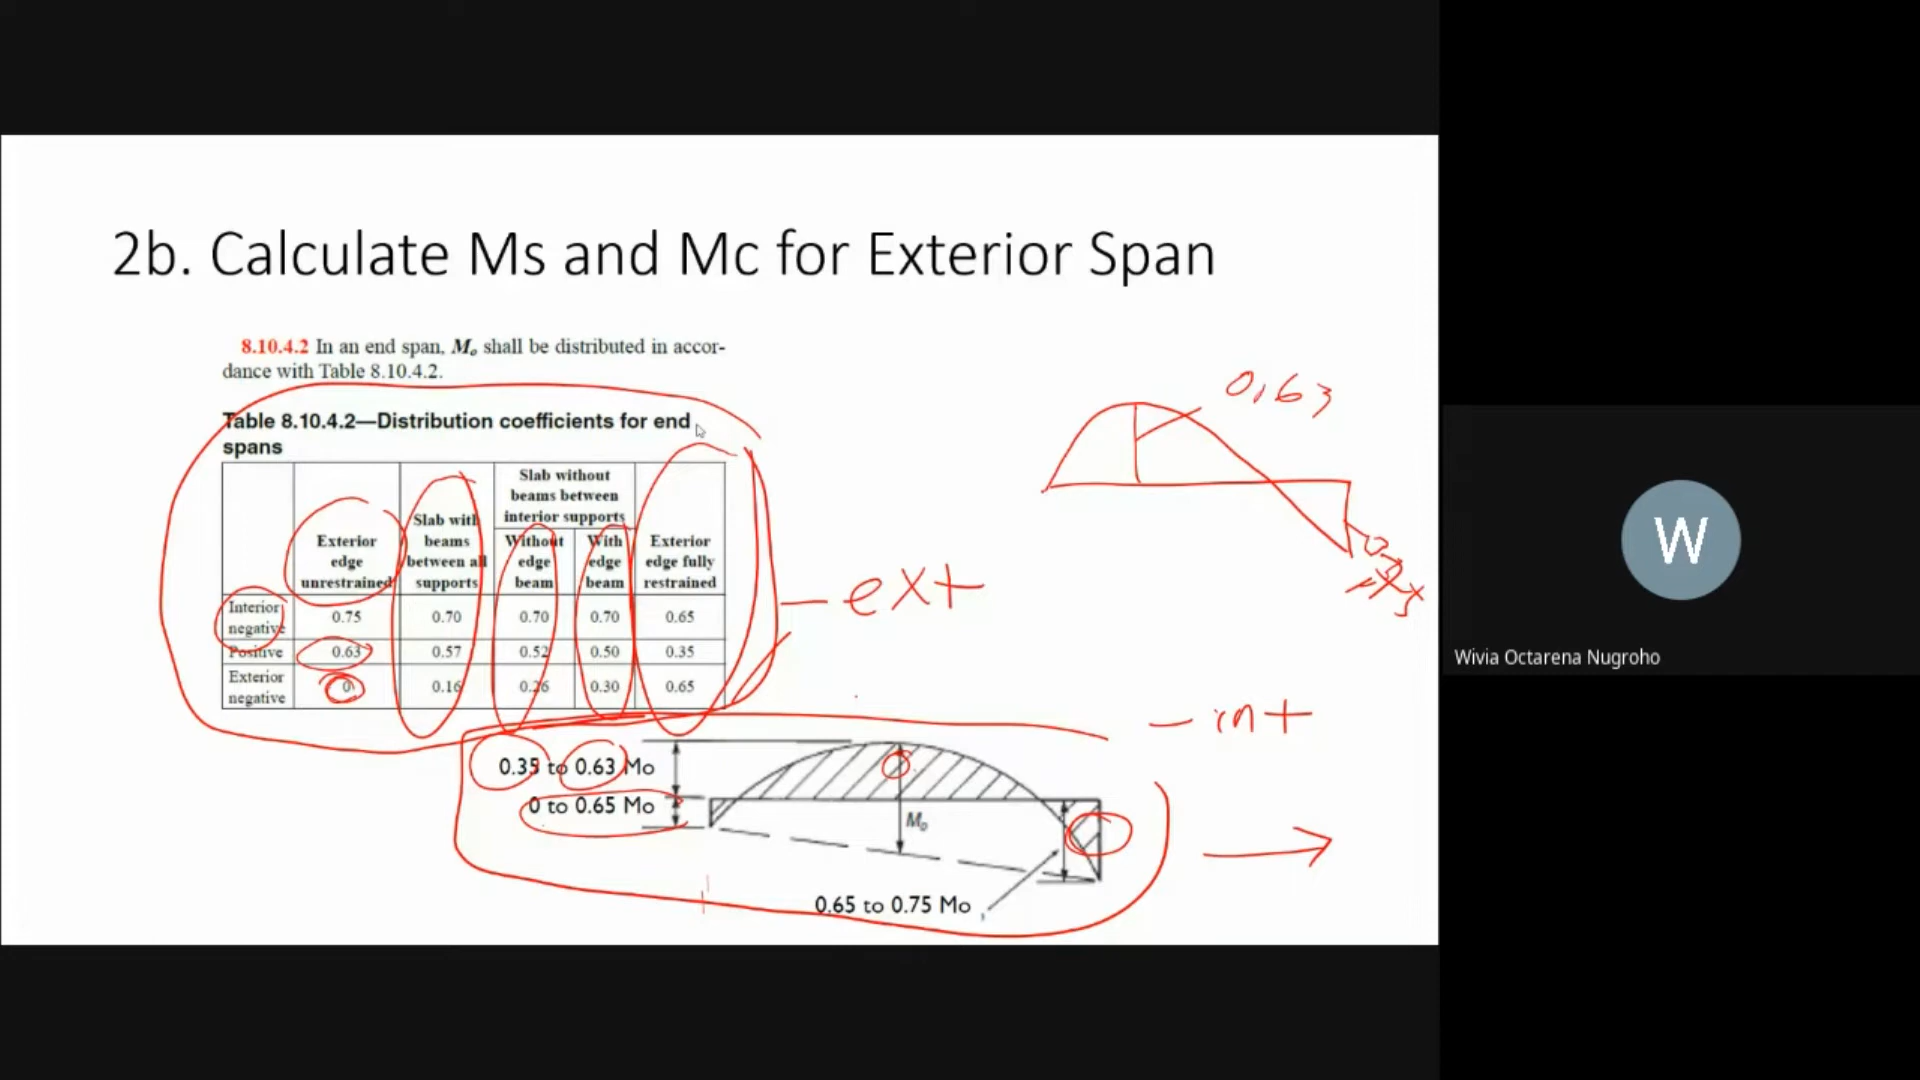 2b. Calculate Ms and Mc for Exterior Span
8.10.4.2 In an end span, Mo shall be distributed in accor-
dance with Table 8.10.4.2.
Table 8.10.4.2—Distribution coefficients for end
spans
Exterior edge unrestrained
Slab with beams between all supports
Slab without beams between interior supports
Without edge beam
With edge beam
Exterior edge fully restrained
Interior negative 0.75 0.70 0.70 0.70 0.65
Positive 0.63 0.57 0.52 0.50 0.35
Exterior negative 0 0.16 0.26 0.30 0.65
0,63
- ext
- int
0.35 to 0.63 Mo
0 to 0.65 Mo
Mo
0.65 to 0.75 Mo
W
Wivia Octarena Nugroho